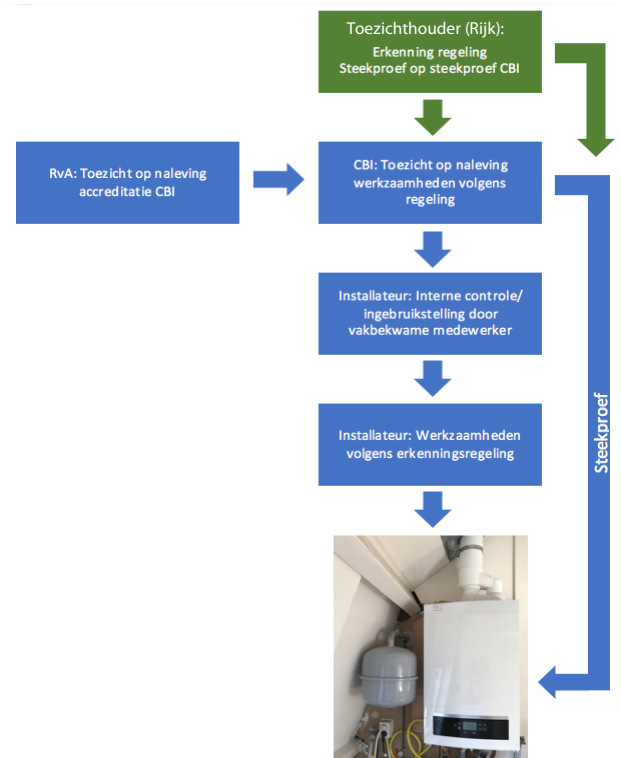 Toezichthouder (Rijk):
Erkenning regeling
Steekproef op steekproef CBI
RvA: Toezicht op naleving
accreditatie CBI
CBI: Toezicht op naleving
werkzaamheden volgens
regeling
Installateur: Interne controle/
ingebruikstelling door
vakbekwame medewerker
Installateur: Werkzaamheden
volgens erkenningsregeling
Steekproef